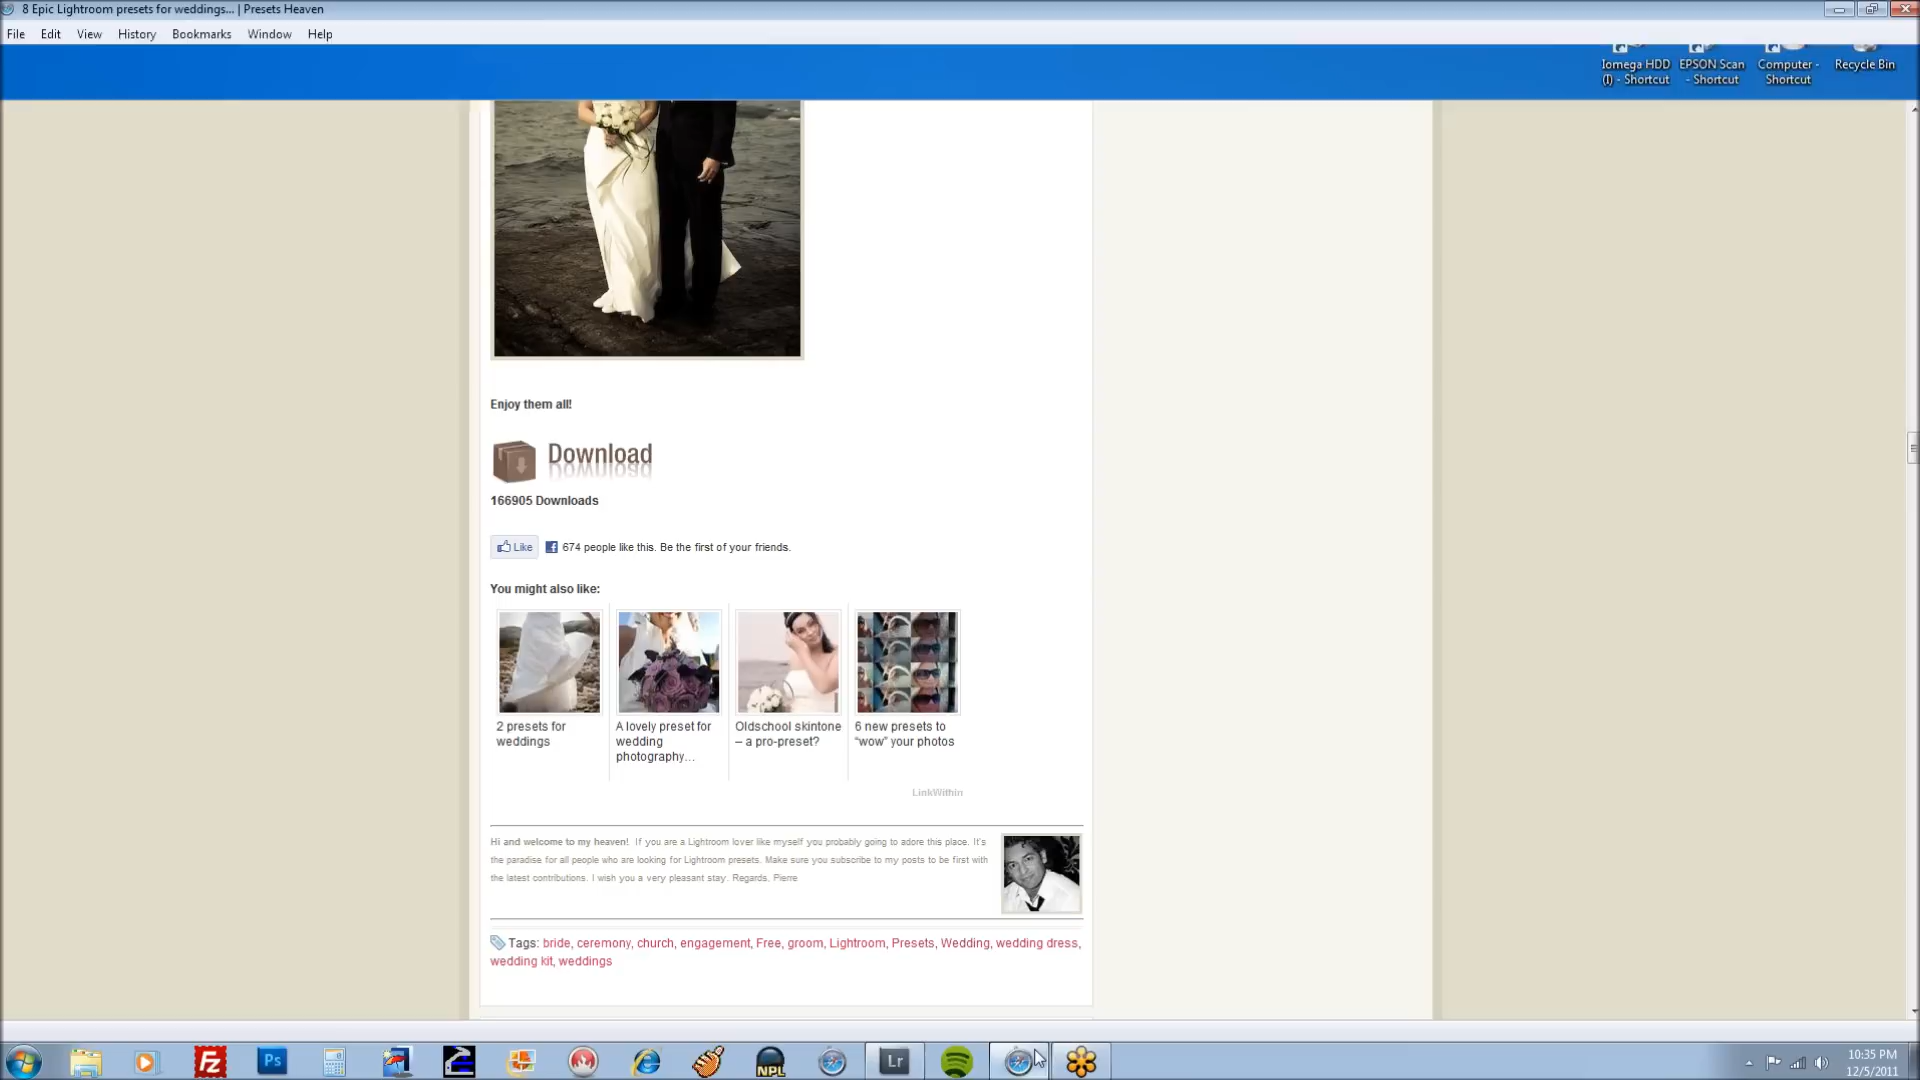 8 Epic Lightroom presets for weddings... | Presets Heaven
File Edit View History Bookmarks Window Help
Iomega HDD (I) - Shortcut
EPSON Scan - Shortcut
Computer - Shortcut
Recycle Bin
Enjoy them all!
Download
166905 Downloads
Like 674 people like this. Be the first of your friends.
You might also like:
2 presets for weddings
A lovely preset for wedding photography…
Oldschool skintone – a pro-preset?
6 new presets to “wow” your photos
LinkWithin
Hi and welcome to my heaven! If you are a Lightroom lover like myself you probably going to adore this place. It's
the paradise for all people who are looking for Lightroom presets. Make sure you subscribe to my posts to be first with
the latest contributions. I wish you a very pleasant stay. Regards, Pierre
Tags: bride, ceremony, church, engagement, Free, groom, Lightroom, Presets, Wedding, wedding dress,
wedding kit, weddings
Fz
Ps
NPL
Lr
10:35 PM
12/5/2011